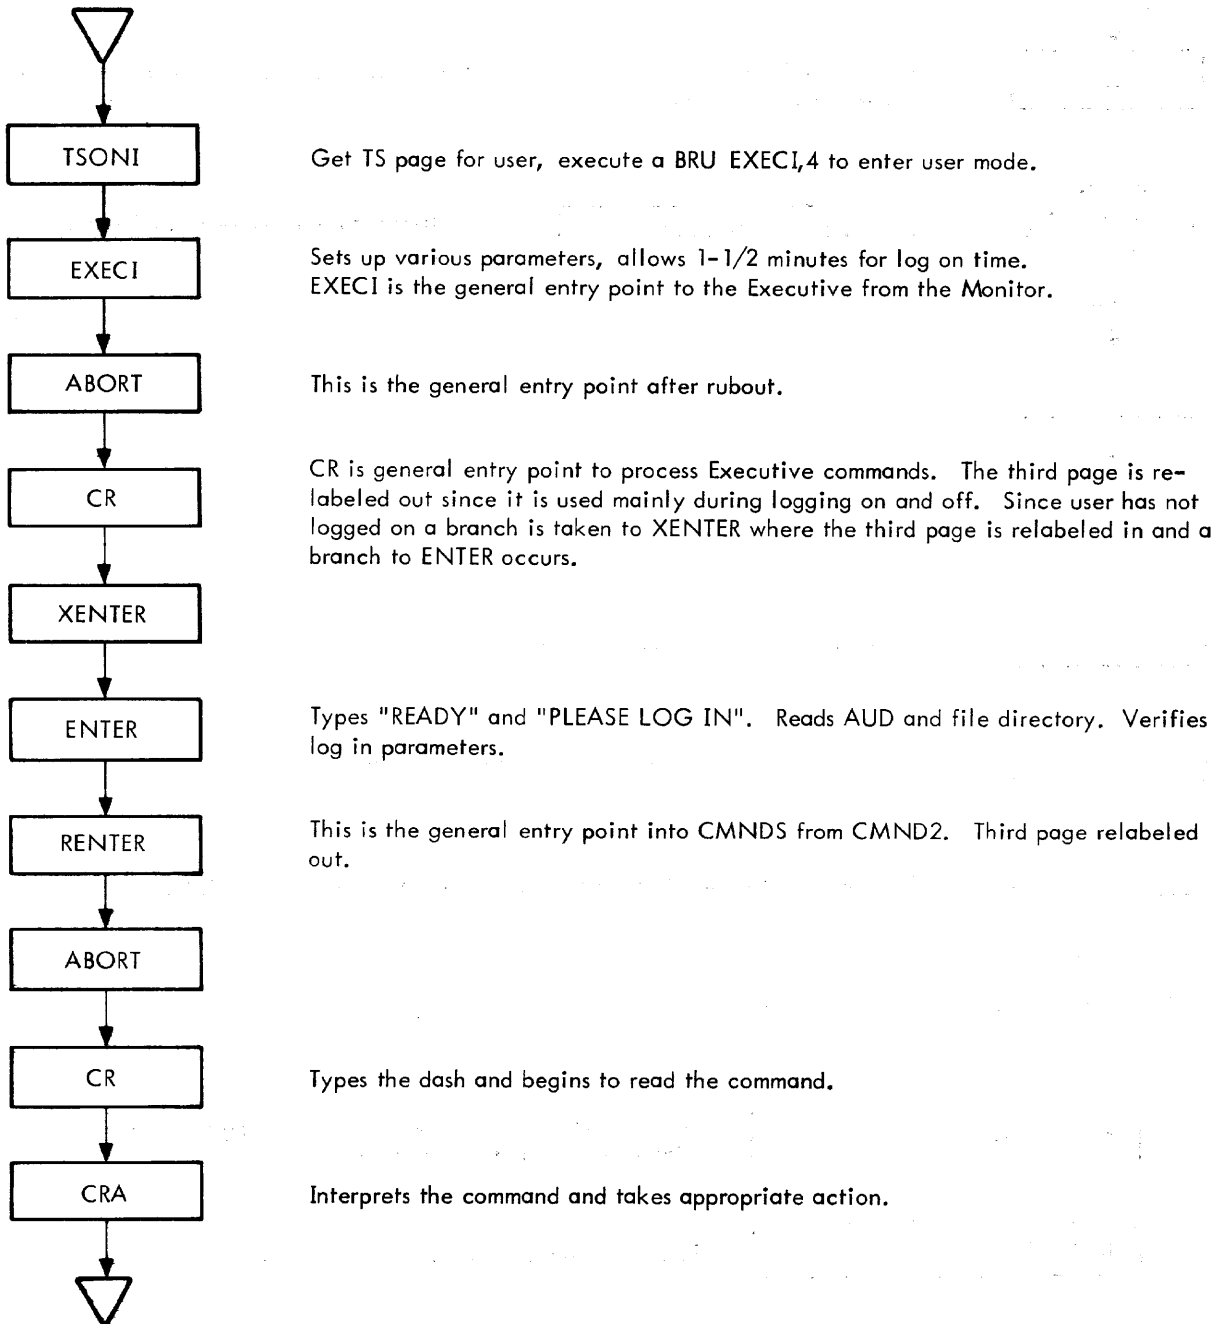 TSONI
Get TS page for user, execute a BRU EXECI,4 to enter user mode.
EXECI
Sets up various parameters, allows 1-1/2 minutes for log on time.
EXECI is the general entry point to the Executive from the Monitor.
ABORT
This is the general entry point after rubout.
CR
CR is general entry point to process Executive commands. The third page is re-
labeled out since it is used mainly during logging on and off. Since user has not
logged on a branch is taken to XENTER where the third page is relabeled in and a
branch to ENTER occurs.
XENTER
ENTER
Types "READY" and "PLEASE LOG IN". Reads AUD and file directory. Verifies
log in parameters.
RENTER
This is the general entry point into CMNDS from CMND2. Third page relabeled
out.
ABORT
CR
Types the dash and begins to read the command.
CRA
Interprets the command and takes appropriate action.